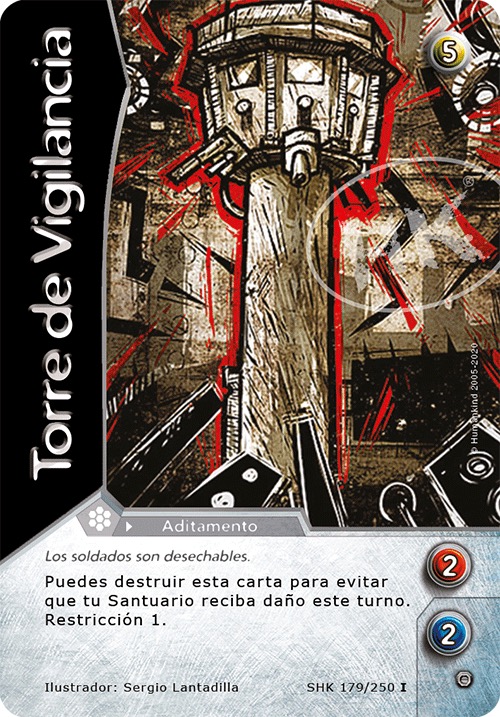 Torre de Vigilancia
5
© Humankind 2005-2020
Aditamento
Los soldados son desechables.
Puedes destruir esta carta para evitar
que tu Santuario reciba daño este turno.
Restricción 1.
2
2
Ilustrador: Sergio Lantadilla
SHK 179/250 I